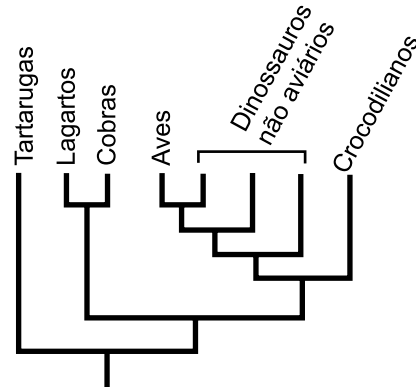 Tartarugas
Lagartos
Cobras
Aves
Dinossauros
não aviários
Crocodilianos